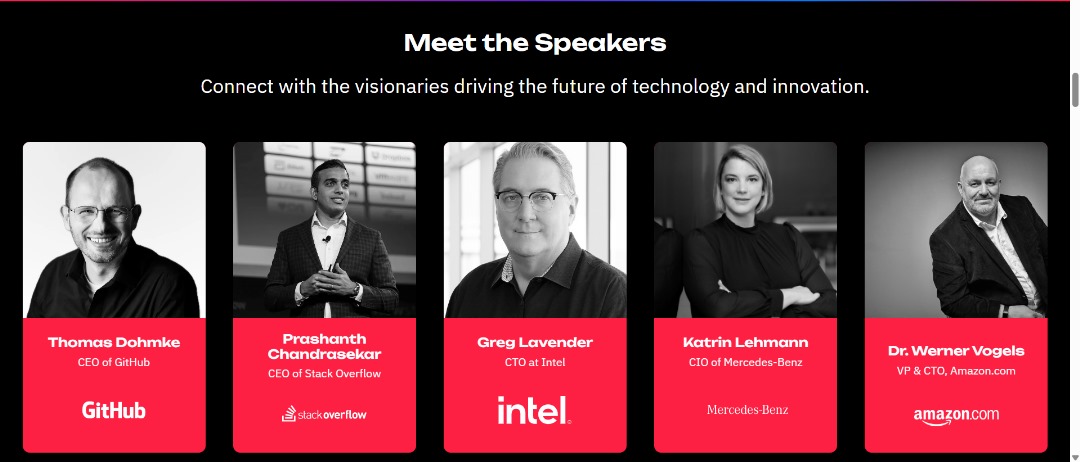 Meet the Speakers
Connect with the visionaries driving the future of technology and innovation.
Thomas Dohmke
CEO of GitHub
GitHub
Prashanth
Chandrasekar
CEO of Stack Overflow
stack overflow
Greg Lavender
CTO at Intel
intel
Katrin Lehmann
CIO of Mercedes-Benz
Mercedes-Benz
Dr. Werner Vogels
VP & CTO, Amazon.com
amazon.com